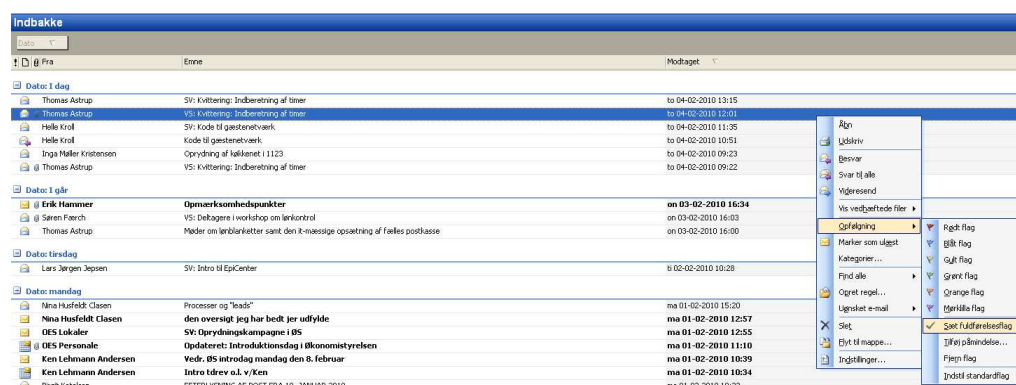 Indbakke
Dato
! Fra Emne Modtaget
Dato: I dag
Thomas Astrup SV: Kvittering: Indberetning af timer to 04-02-2010 13:15
Thomas Astrup VS: Kvittering: Indberetning af timer to 04-02-2010 12:01
Helle Kroll SV: Kode til gæstenetværk to 04-02-2010 11:35
Helle Kroll Kode til gæstenetværk to 04-02-2010 10:51
Inga Møller Kristensen Oprydning af køkkenet i 1123 to 04-02-2010 09:23
Thomas Astrup VS: Kvittering: Indberetning af timer to 04-02-2010 09:22
Dato: I går
Erik Hammer Opmærksomhedspunkter on 03-02-2010 16:34
Søren Færch VS: Deltagere i workshop om lønkontrol on 03-02-2010 16:03
Thomas Astrup Møder om lønblanketter samt den it-mæssige opsætning af fælles postkasse on 03-02-2010 16:00
Dato: tirsdag
Lars Jørgen Jepsen SV: Intro til EpiCenter ti 02-02-2010 10:28
Dato: mandag
Nina Husfeldt Clasen Processer og "leads" ma 01-02-2010 15:20
Nina Husfeldt Clasen den oversigt jeg har bedt jer udfylde ma 01-02-2010 12:57
OES Lokaler SV: Oprydningskampagne i ØS ma 01-02-2010 12:55
OES Personale Opdateret: Introduktionsdag i Økonomistyrelsen ma 01-02-2010 11:10
Ken Lehmann Andersen Vedr. ØS introdag mandag den 8. februar ma 01-02-2010 10:39
Ken Lehmann Andersen Intro tdrev o.l. v/Ken ma 01-02-2010 10:34
Åbn
Udskriv
Besvar
Svar til alle
Videresend
Vis vedhæftede filer
Opfølgning
Marker som ulæst
Kategorier...
Find alle
Opret regel...
Uønsket e-mail
Slet
Flyt til mappe...
Indstillinger...
Rødt flag
Blåt flag
Gult flag
Grønt flag
Orange flag
Mørklilla flag
Sæt fuldførelsesflag
Tilføj påmindelse...
Fjern flag
Indstil standardflag